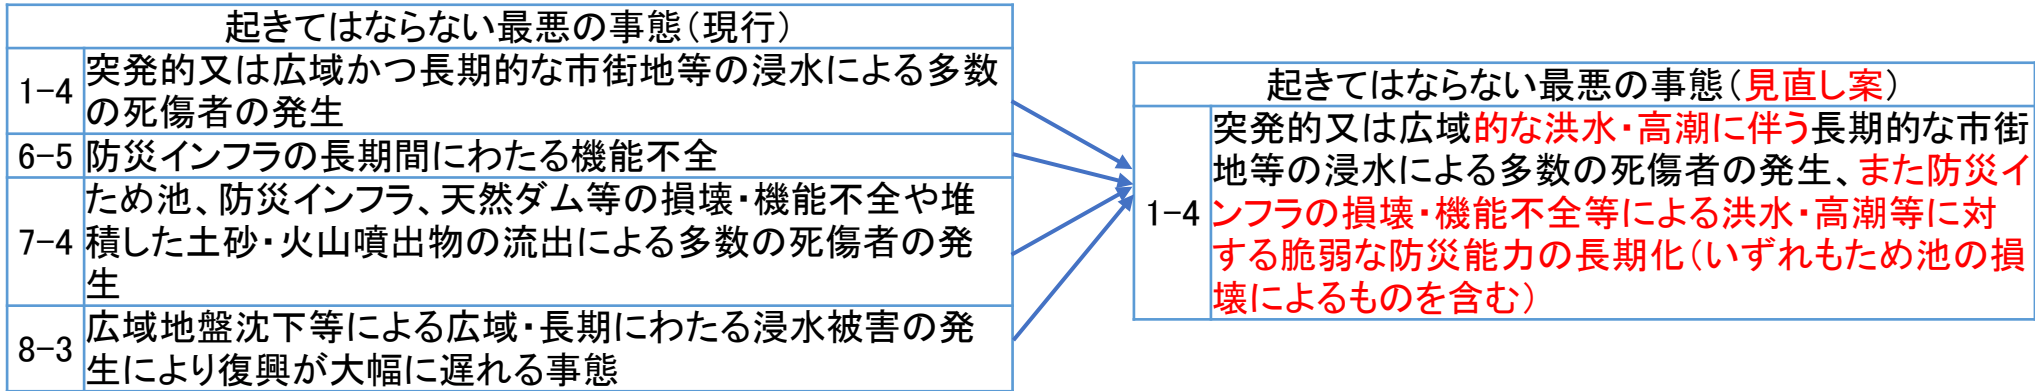 起きてはならない最悪の事態（現行）
1-4
突発的又は広域かつ長期的な市街地等の浸水による多数
の死傷者の発生
6-5
防災インフラの長期間にわたる機能不全
7-4
ため池、防災インフラ、天然ダム等の損壊・機能不全や堆
積した土砂・火山噴出物の流出による多数の死傷者の発
生
8-3
広域地盤沈下等による広域・長期にわたる浸水被害の発
生により復興が大幅に遅れる事態
起きてはならない最悪の事態（見直し案）
1-4
突発的又は広域的な洪水・高潮に伴う長期的な市街
地等の浸水による多数の死傷者の発生、また防災イ
ンフラの損壊・機能不全等による洪水・高潮等に対
する脆弱な防災能力の長期化（いずれもため池の損
壊によるものを含む）